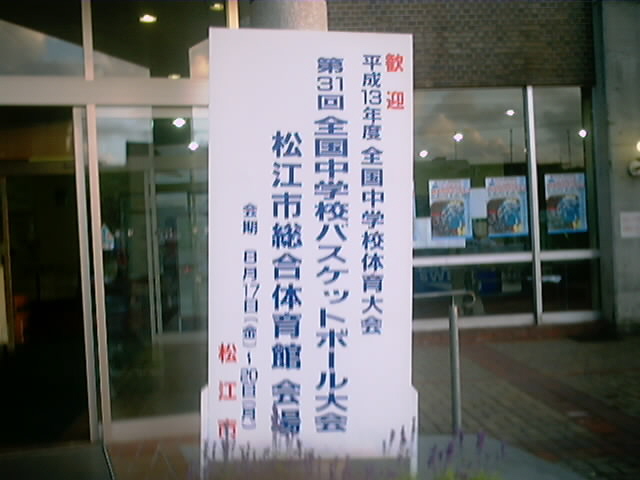 歓迎
平成13年度 全国中学校体育大会
第31回 全国中学校バスケットボール大会
松江市総合体育館 会場
会期 8月17日(金)~20日(月)
松江市